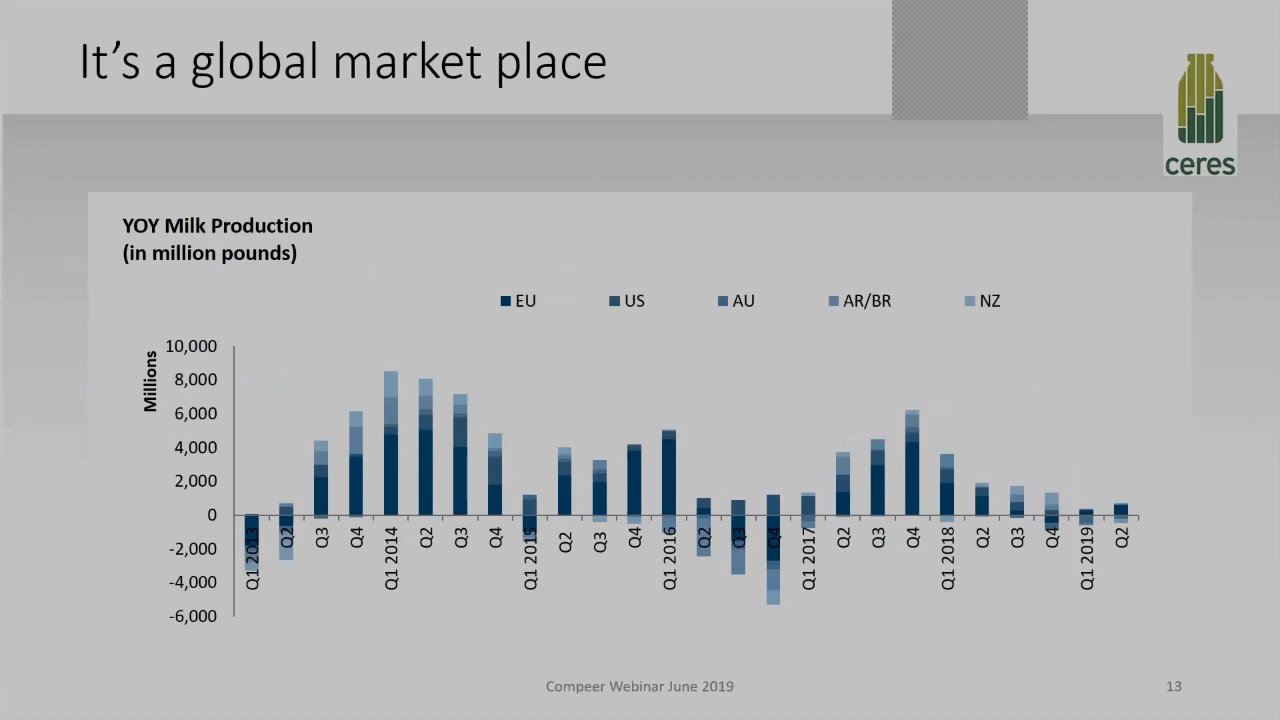 It's a global market place
ceres
YOY Milk Production
(in million pounds)
EU US AU AR/BR NZ
Millions
10,000
8,000
6,000
4,000
2,000
0
-2,000
-4,000
-6,000
Q1 2013 Q2 Q3 Q4 Q1 2014 Q2 Q3 Q4 Q1 2015 Q2 Q3 Q4 Q1 2016 Q2 Q3 Q4 Q1 2017 Q2 Q3 Q4 Q1 2018 Q2 Q3 Q4 Q1 2019 Q2
Compeer Webinar June 2019 13